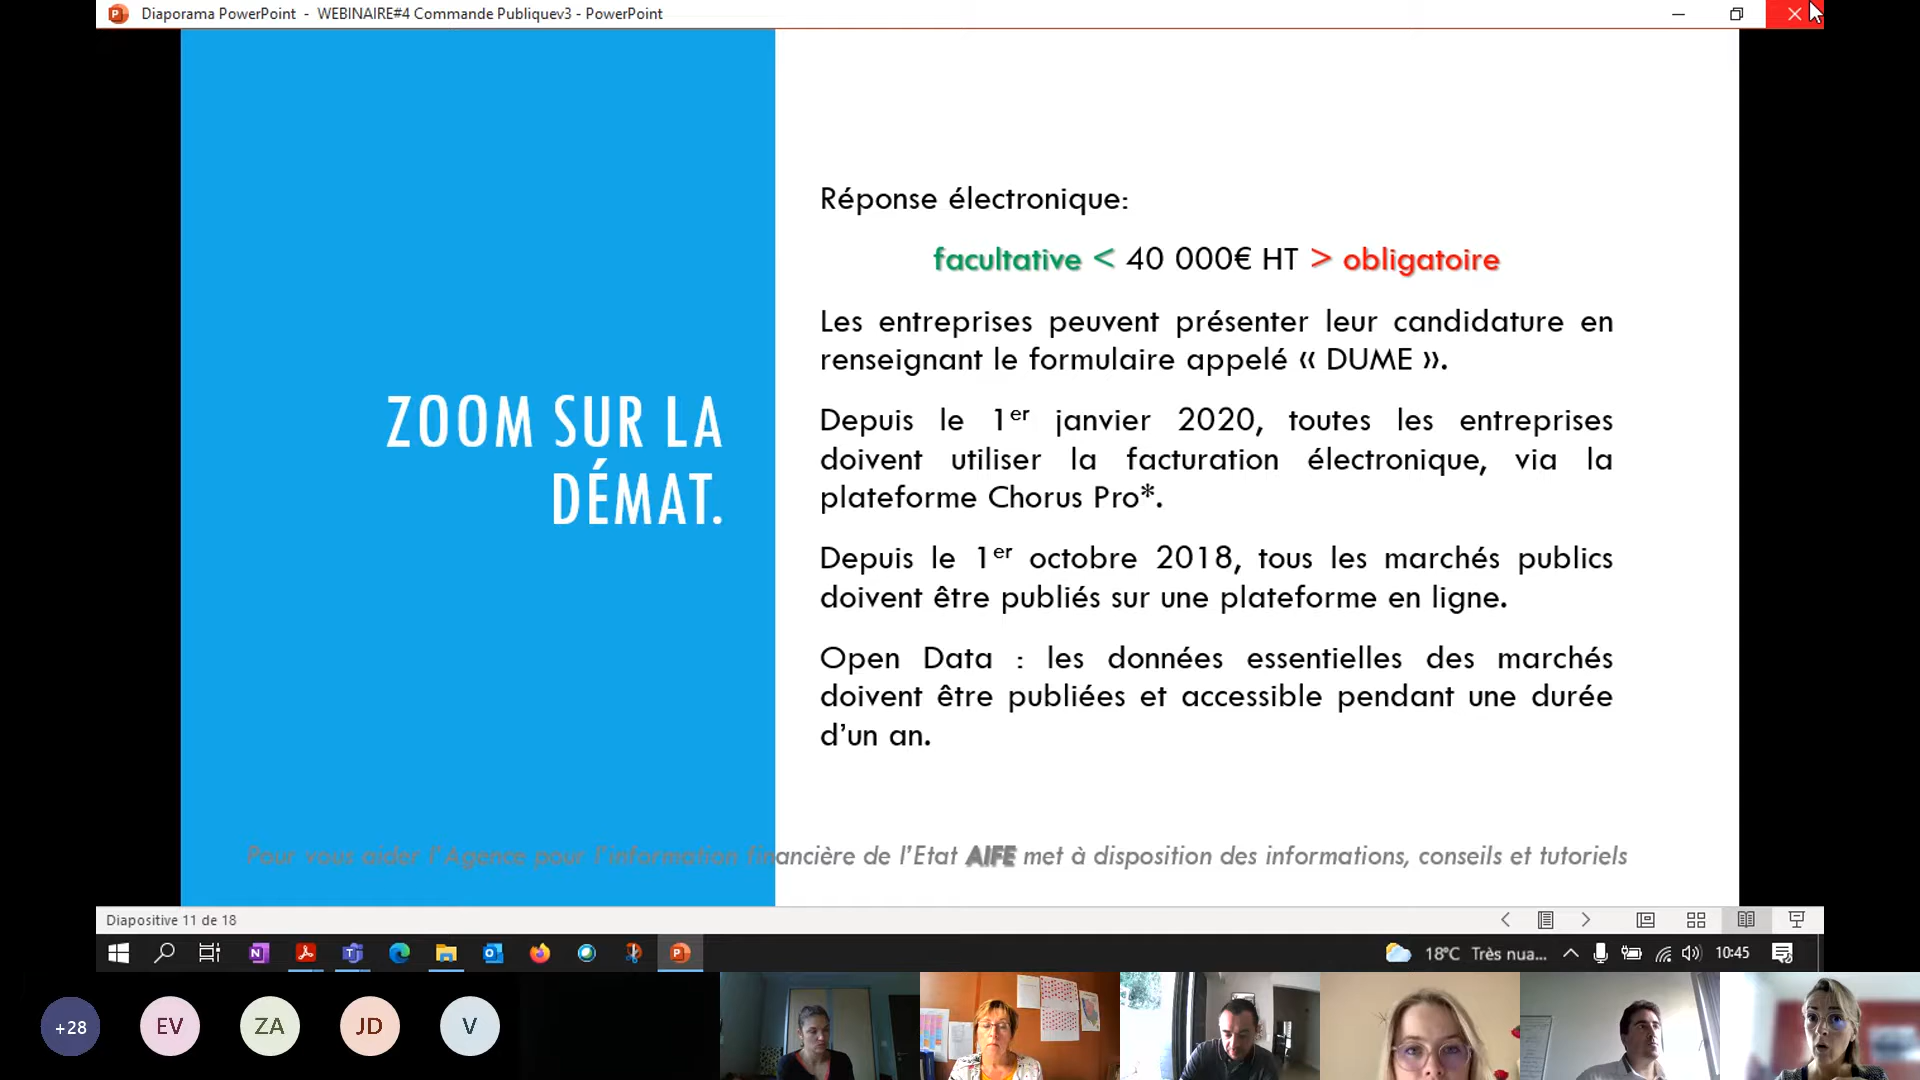 Diaporama PowerPoint - WEBINAIRE#4 Commande Publiquev3 - PowerPoint
ZOOM SUR LA
DÉMAT.
Réponse électronique:
facultative < 40 000€ HT > obligatoire
Les entreprises peuvent présenter leur candidature en
renseignant le formulaire appelé « DUME ».
Depuis le 1er janvier 2020, toutes les entreprises
doivent utiliser la facturation électronique, via la
plateforme Chorus Pro*.
Depuis le 1er octobre 2018, tous les marchés publics
doivent être publiés sur une plateforme en ligne.
Open Data : les données essentielles des marchés
doivent être publiées et accessible pendant une durée
d'un an.
Pour vous aider l'Agence pour l'information financière de l'Etat AIFE met à disposition des informations, conseils et tutoriels
Diapositive 11 de 18
18°C Très nua... 10:45
+28 EV ZA JD V